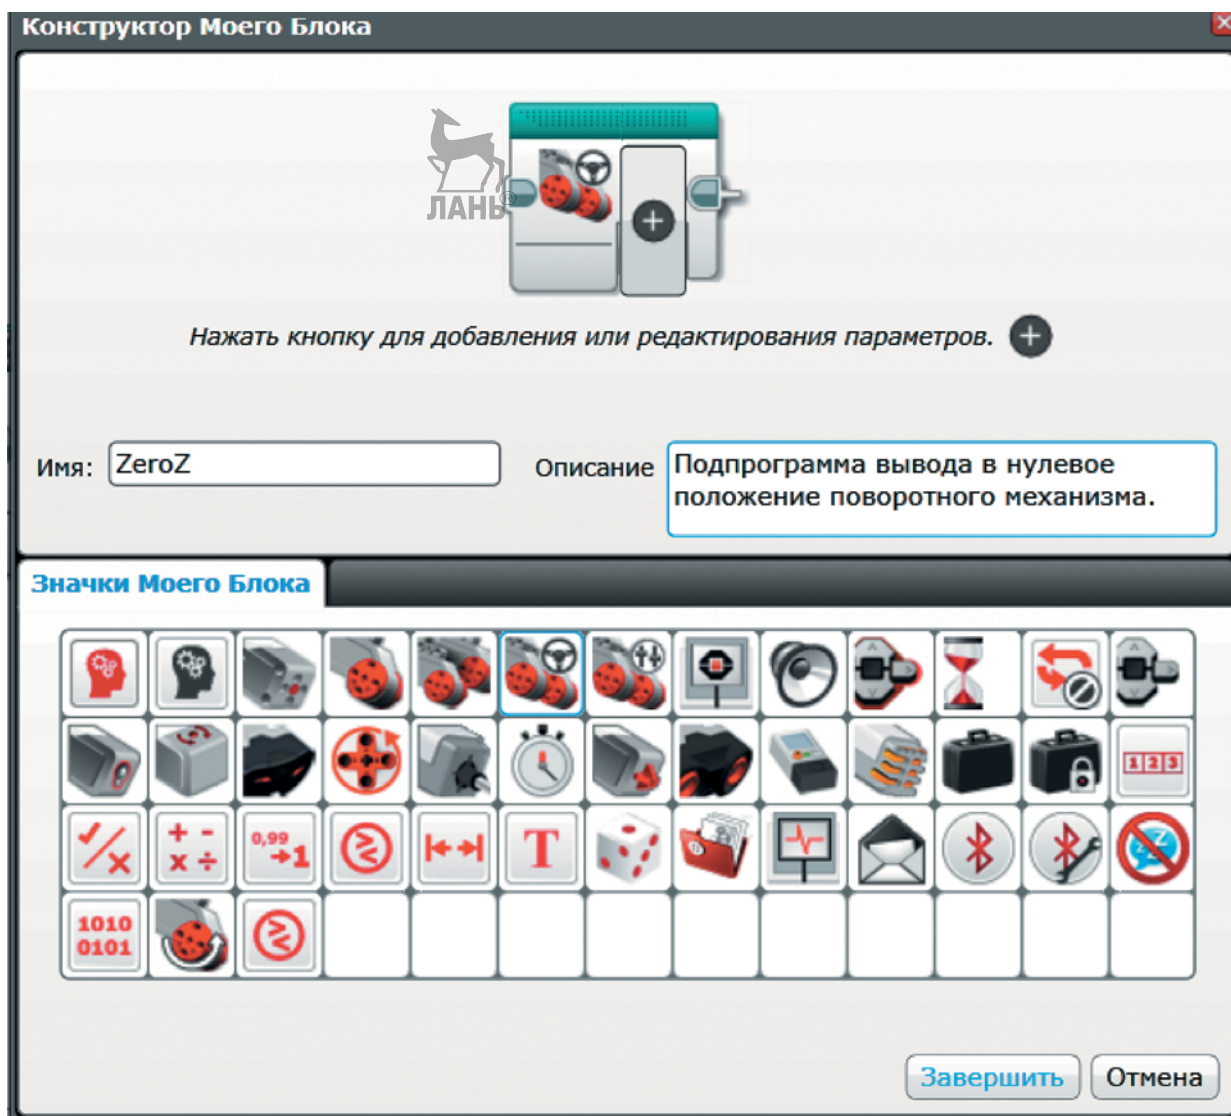 Конструктор Моего Блока
ЛАНЬ®
Нажать кнопку для добавления или редактирования параметров.
Имя: ZeroZ
Описание
Подпрограмма вывода в нулевое
положение поворотного механизма.
Значки Моего Блока
1 2 3
+ -
x ÷
0,99
→1
T
1010
0101
Завершить
Отмена